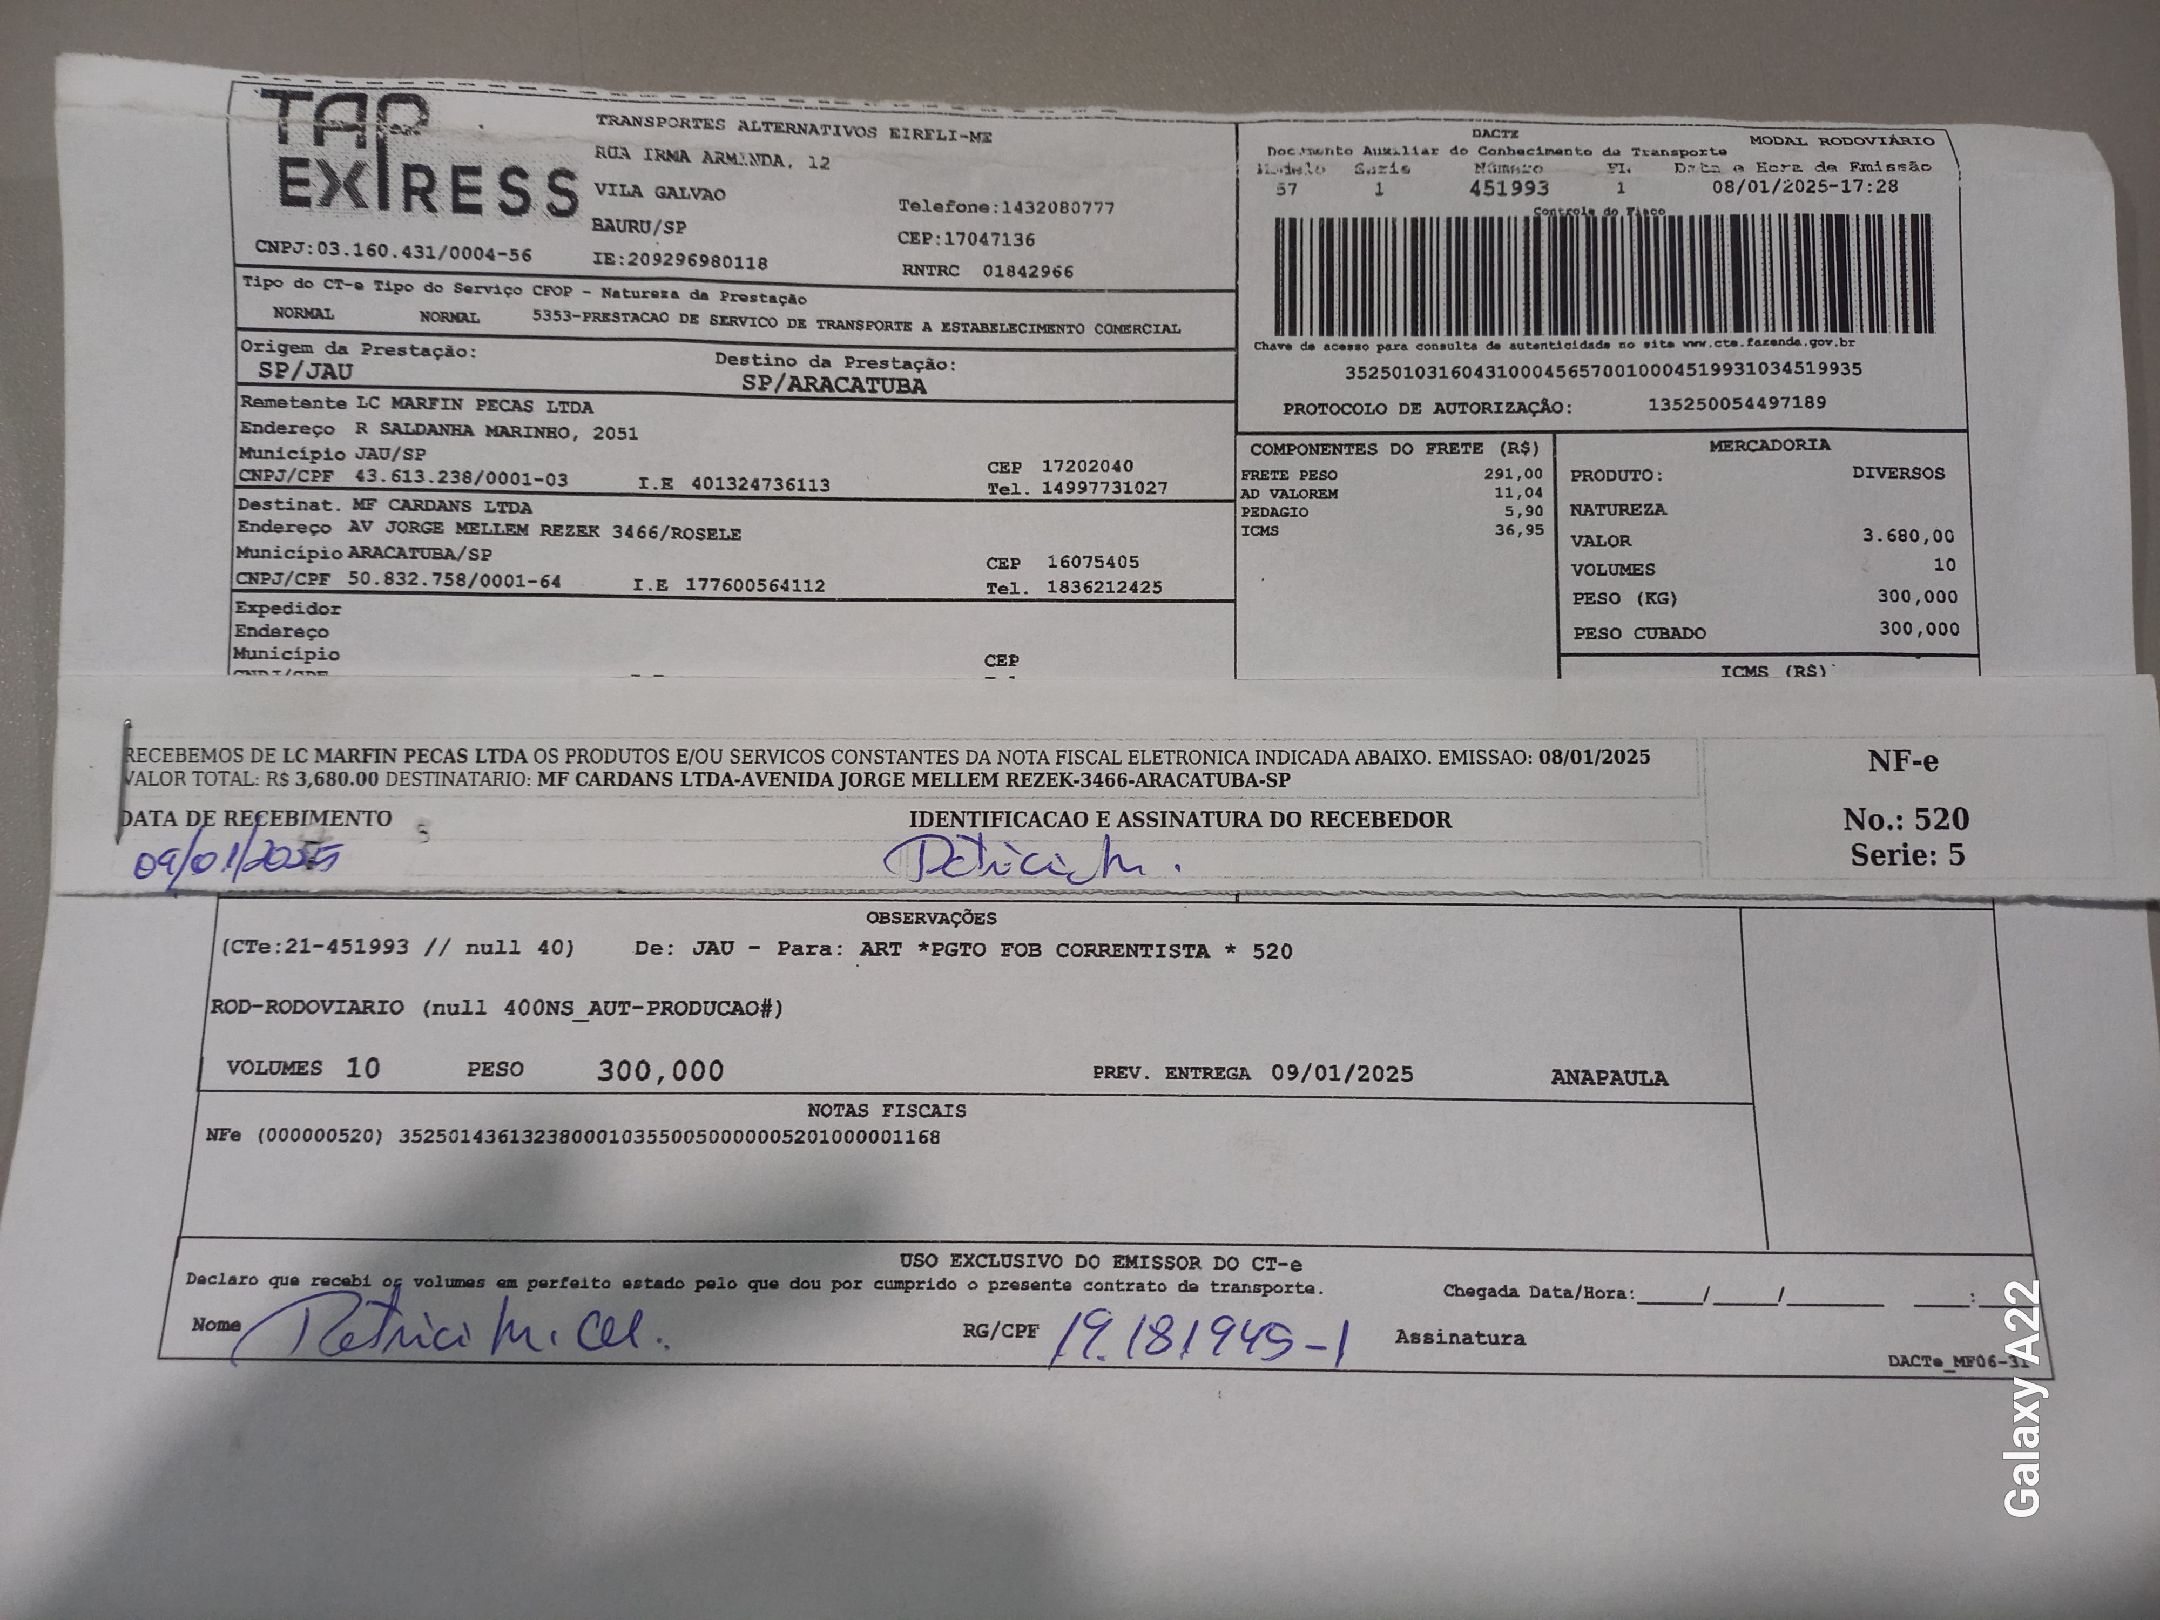 TAP EXPRESS
TRANSPORTES ALTERNATIVOS EIRELI-ME
RUA IRMA ARMINDA, 12
VILA GALVAO
BAURU/SP
Telefone:1432080777
CEP:17047136
CNPJ:03.160.431/0004-56 IE:209296980118 RNTRC 01842966
DACTE MODAL RODOVIÁRIO
Documento Auxiliar do Conhecimento de Transporte
Modelo Serie Número FL Data e Hora de Emissão
57 1 451993 1 08/01/2025-17:28
Controle do Fisco
Chave de acesso para consulta de autenticidade no site www.cte.fazenda.gov.br
35250103160431000456570010004519931034519935
PROTOCOLO DE AUTORIZAÇÃO: 135250054497189
Tipo do CT-e Tipo do Serviço CFOP - Natureza da Prestação
NORMAL NORMAL 5353-PRESTACAO DE SERVICO DE TRANSPORTE A ESTABELECIMENTO COMERCIAL
Origem da Prestação: Destino da Prestação:
SP/JAU SP/ARACATUBA
Remetente LC MARFIN PECAS LTDA
Endereço R SALDANHA MARINHO, 2051
Município JAU/SP CEP 17202040
CNPJ/CPF 43.613.238/0001-03 I.E 401324736113 Tel. 14997731027
Destinat. MF CARDANS LTDA
Endereço AV JORGE MELLEM REZEK 3466/ROSELE
Município ARACATUBA/SP CEP 16075405
CNPJ/CPF 50.832.758/0001-64 I.E 177600564112 Tel. 1836212425
Expedidor
Endereço
Município CEP
CNPJ/CPF
COMPONENTES DO FRETE (R$)
FRETE PESO 291,00
AD VALOREM 11,04
PEDAGIO 5,90
ICMS 36,95
MERCADORIA
PRODUTO: DIVERSOS
NATUREZA
VALOR 3.680,00
VOLUMES 10
PESO (KG) 300,000
PESO CUBADO 300,000
ICMS (R$)
RECEBEMOS DE LC MARFIN PECAS LTDA OS PRODUTOS E/OU SERVICOS CONSTANTES DA NOTA FISCAL ELETRONICA INDICADA ABAIXO. EMISSAO: 08/01/2025
VALOR TOTAL: R$ 3,680.00 DESTINATARIO: MF CARDANS LTDA-AVENIDA JORGE MELLEM REZEK-3466-ARACATUBA-SP
DATA DE RECEBIMENTO IDENTIFICACAO E ASSINATURA DO RECEBEDOR
09/01/2025
NF-e
No.: 520
Serie: 5
OBSERVAÇÕES
(CTe:21-451993 // null 40) De: JAU - Para: ART *PGTO FOB CORRENTISTA * 520
ROD-RODOVIARIO (null 400NS_AUT-PRODUCAO#)
VOLUMES 10 PESO 300,000 PREV. ENTREGA 09/01/2025 ANAPAULA
NOTAS FISCAIS
NFe (000000520) 35250143613238000103550050000005201000001168
USO EXCLUSIVO DO EMISSOR DO CT-e
Declaro que recebi os volumes em perfeito estado pelo que dou por cumprido o presente contrato de transporte. Chegada Data/Hora:_____/_____/_______ ____:____
Nome RG/CPF 19.181945-1 Assinatura
DACTe_MF06-31
Galaxy A22